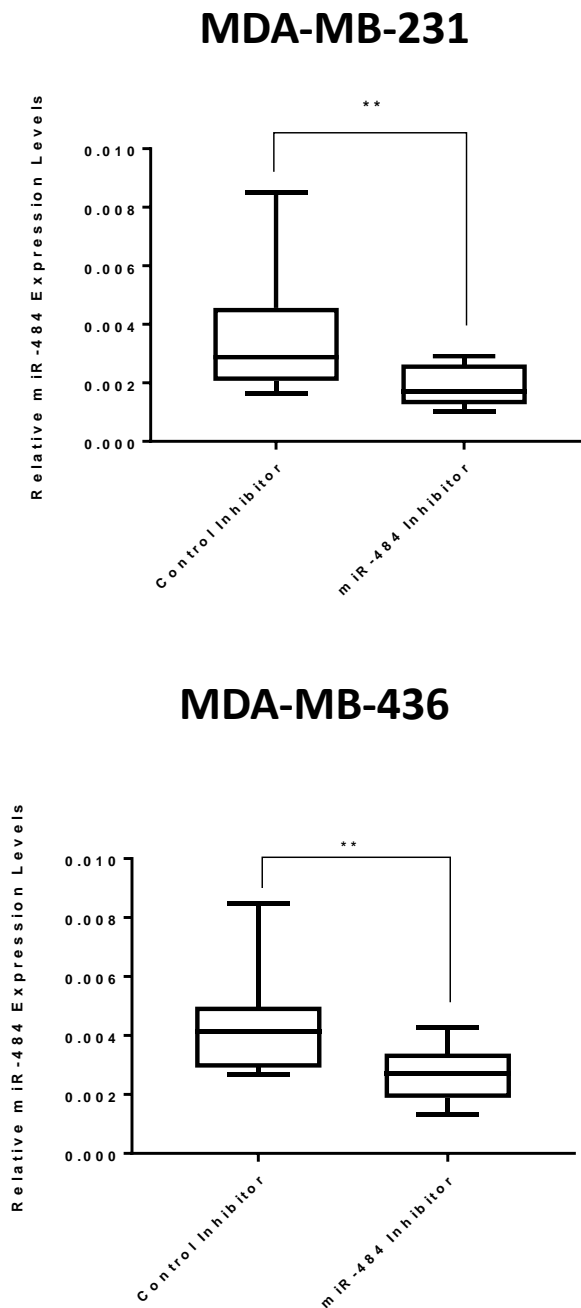 MDA-MB-231
**
Relative miR-484 Expression Levels
0.010
0.008
0.006
0.004
0.002
0.000
Control Inhibitor
miR-484 Inhibitor
MDA-MB-436
**
Relative miR-484 Expression Levels
0.010
0.008
0.006
0.004
0.002
0.000
Control Inhibitor
miR-484 Inhibitor